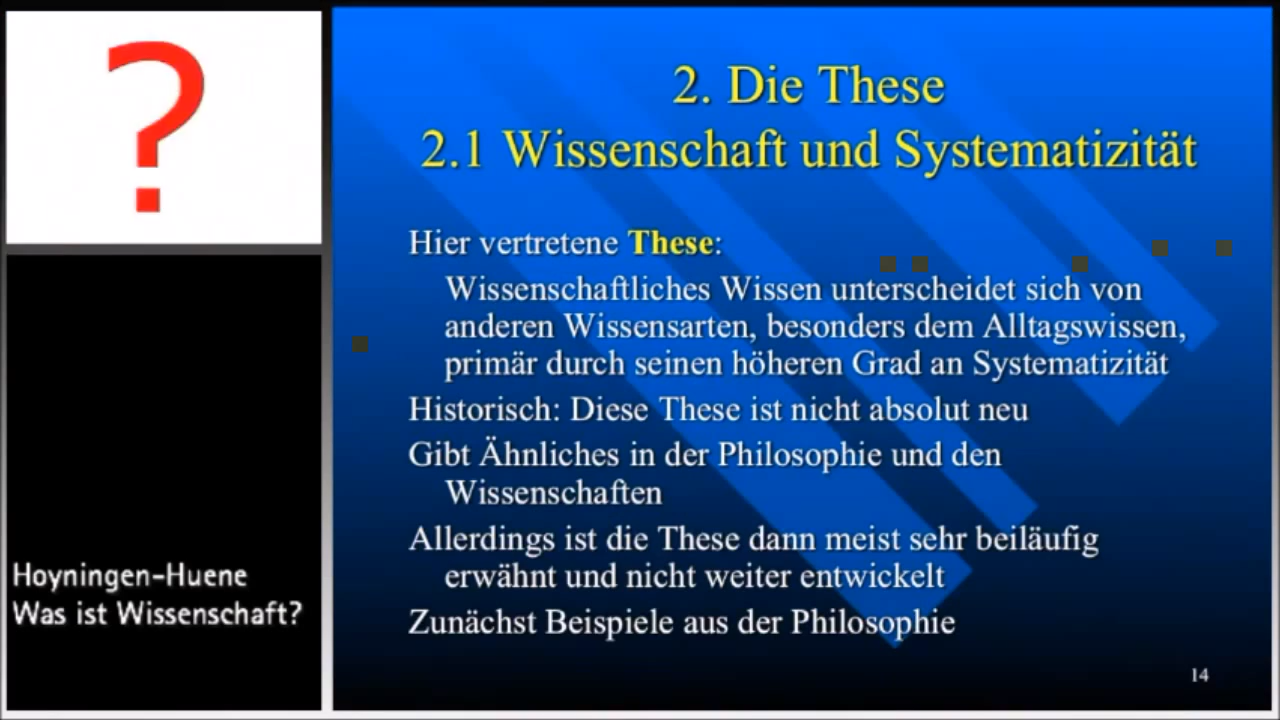 ?
2. Die These
2.1 Wissenschaft und Systematizität
Hier vertretene These:
Wissenschaftliches Wissen unterscheidet sich von
anderen Wissensarten, besonders dem Alltagswissen,
primär durch seinen höheren Grad an Systematizität
Historisch: Diese These ist nicht absolut neu
Gibt Ähnliches in der Philosophie und den
Wissenschaften
Allerdings ist die These dann meist sehr beiläufig
erwähnt und nicht weiter entwickelt
Zunächst Beispiele aus der Philosophie
14
Hoyningen-Huene
Was ist Wissenschaft?